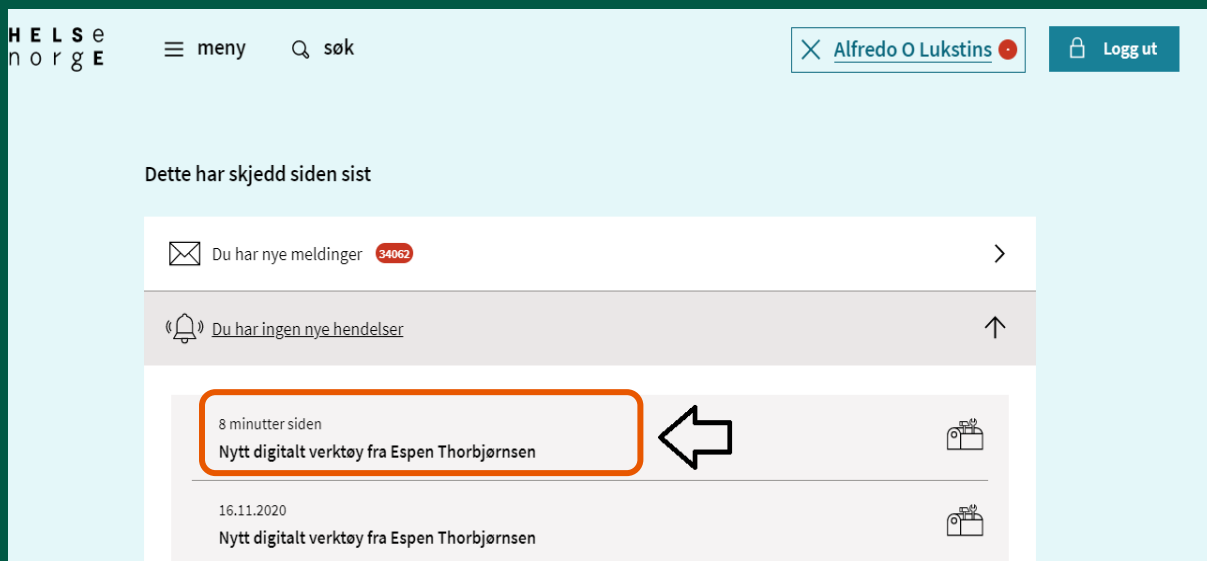 HELSe
norgE
meny
søk
Alfredo O Lukstins
Logg ut
Dette har skjedd siden sist
Du har nye meldinger 34062
Du har ingen nye hendelser
8 minutter siden
Nytt digitalt verktøy fra Espen Thorbjørnsen
16.11.2020
Nytt digitalt verktøy fra Espen Thorbjørnsen